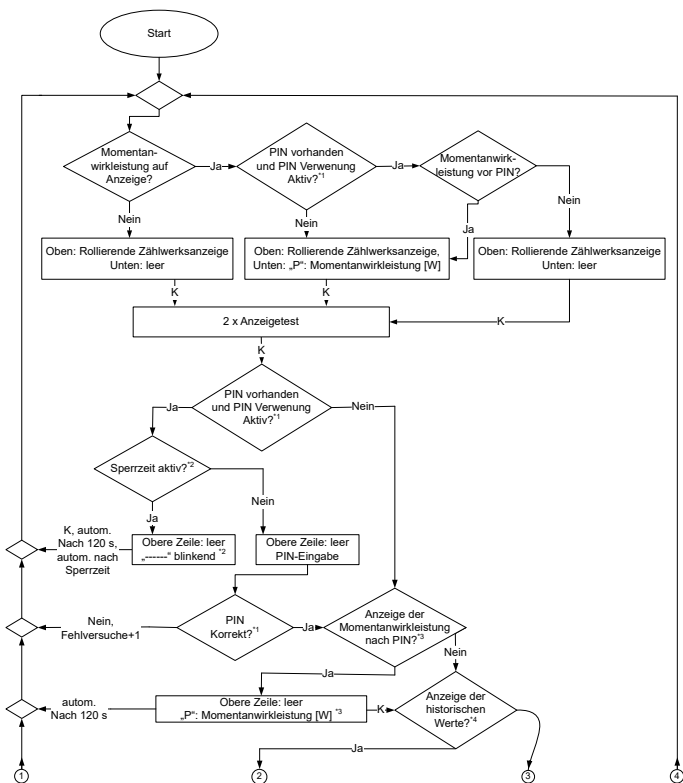 Start
Momentan-
wirkleistung auf
Anzeige?
Ja
PIN vorhanden
und PIN Verwenung
Aktiv?*1
Ja
Momentanwirk-
leistung vor PIN?
Nein
Nein
Ja
Nein
Oben: Rollierende Zählwerksanzeige
Unten: leer
Oben: Rollierende Zählwerksanzeige,
Unten: „P“: Momentanwirkleistung [W]
Oben: Rollierende Zählwerksanzeige
Unten: leer
K
K
2 x Anzeigetest
K
K
PIN vorhanden
und PIN Verwenung
Aktiv?*1
Ja
Nein
Sperrzeit aktiv?*2
Nein
Ja
K, autom.
Nach 120 s,
autom. nach
Sperrzeit
Obere Zeile: leer
„------“ blinkend *2
Obere Zeile: leer
PIN-Eingabe
Nein,
Fehlversuche+1
PIN
Korrekt?*1
Ja
Anzeige der
Momentanwirkleistung
nach PIN?*3
Nein
Ja
autom.
Nach 120 s
Obere Zeile: leer
„P“: Momentanwirkleistung [W] *3
K
Anzeige der
historischen
Werte?*4
Ja
1
2
3
4